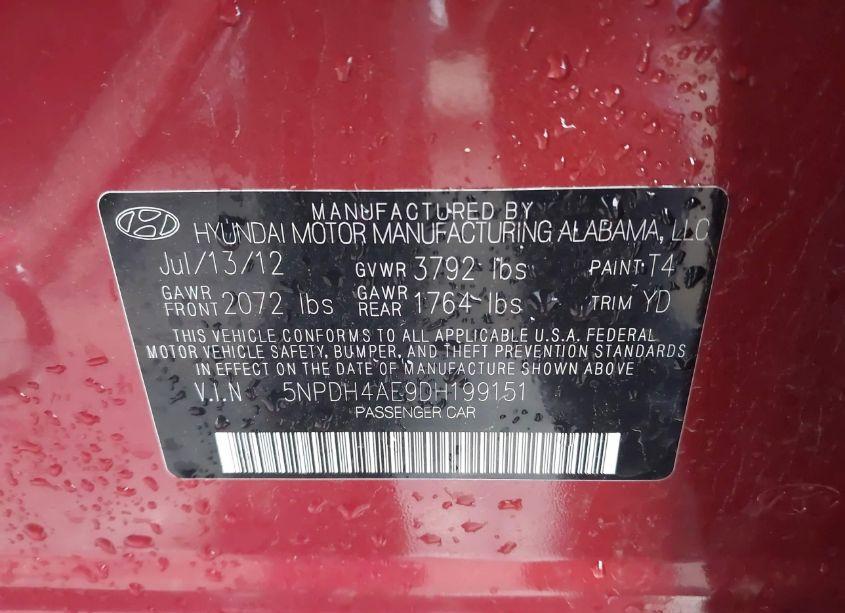 MANUFACTURED BY
HYUNDAI MOTOR MANUFACTURING ALABAMA, LLC
Jul/13/12 GVWR 3792 lbs PAINT T4
GAWR FRONT 2072 lbs GAWR REAR 1764 lbs TRIM YD
THIS VEHICLE CONFORMS TO ALL APPLICABLE U.S.A. FEDERAL
MOTOR VEHICLE SAFETY, BUMPER, AND THEFT PREVENTION STANDARDS
IN EFFECT ON THE DATE OF MANUFACTURE SHOWN ABOVE
V.I.N 5NPDH4AE9DH199151
PASSENGER CAR